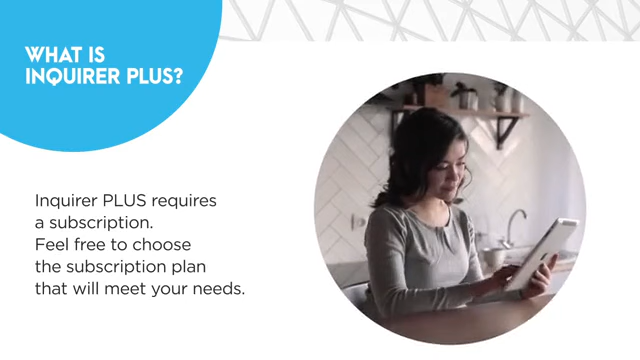 WHAT IS
INQUIRER PLUS?
Inquirer PLUS requires
a subscription.
Feel free to choose
the subscription plan
that will meet your needs.